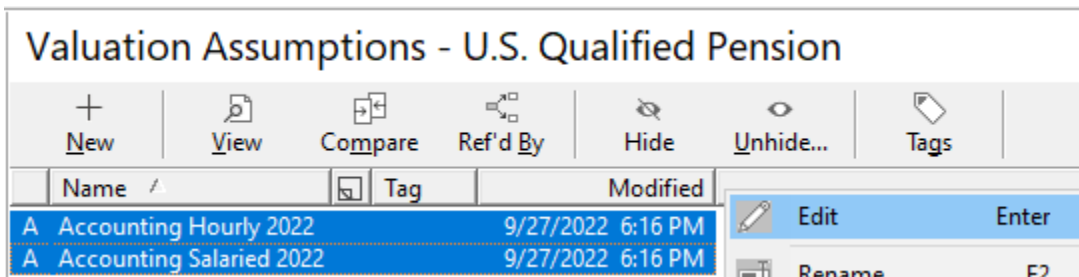 Valuation Assumptions - U.S. Qualified Pension
New View Compare Ref'd By Hide Unhide... Tags
Name Tag Modified
Edit Enter
A Accounting Hourly 2022 9/27/2022 6:16 PM
A Accounting Salaried 2022 9/27/2022 6:16 PM
Rename F2